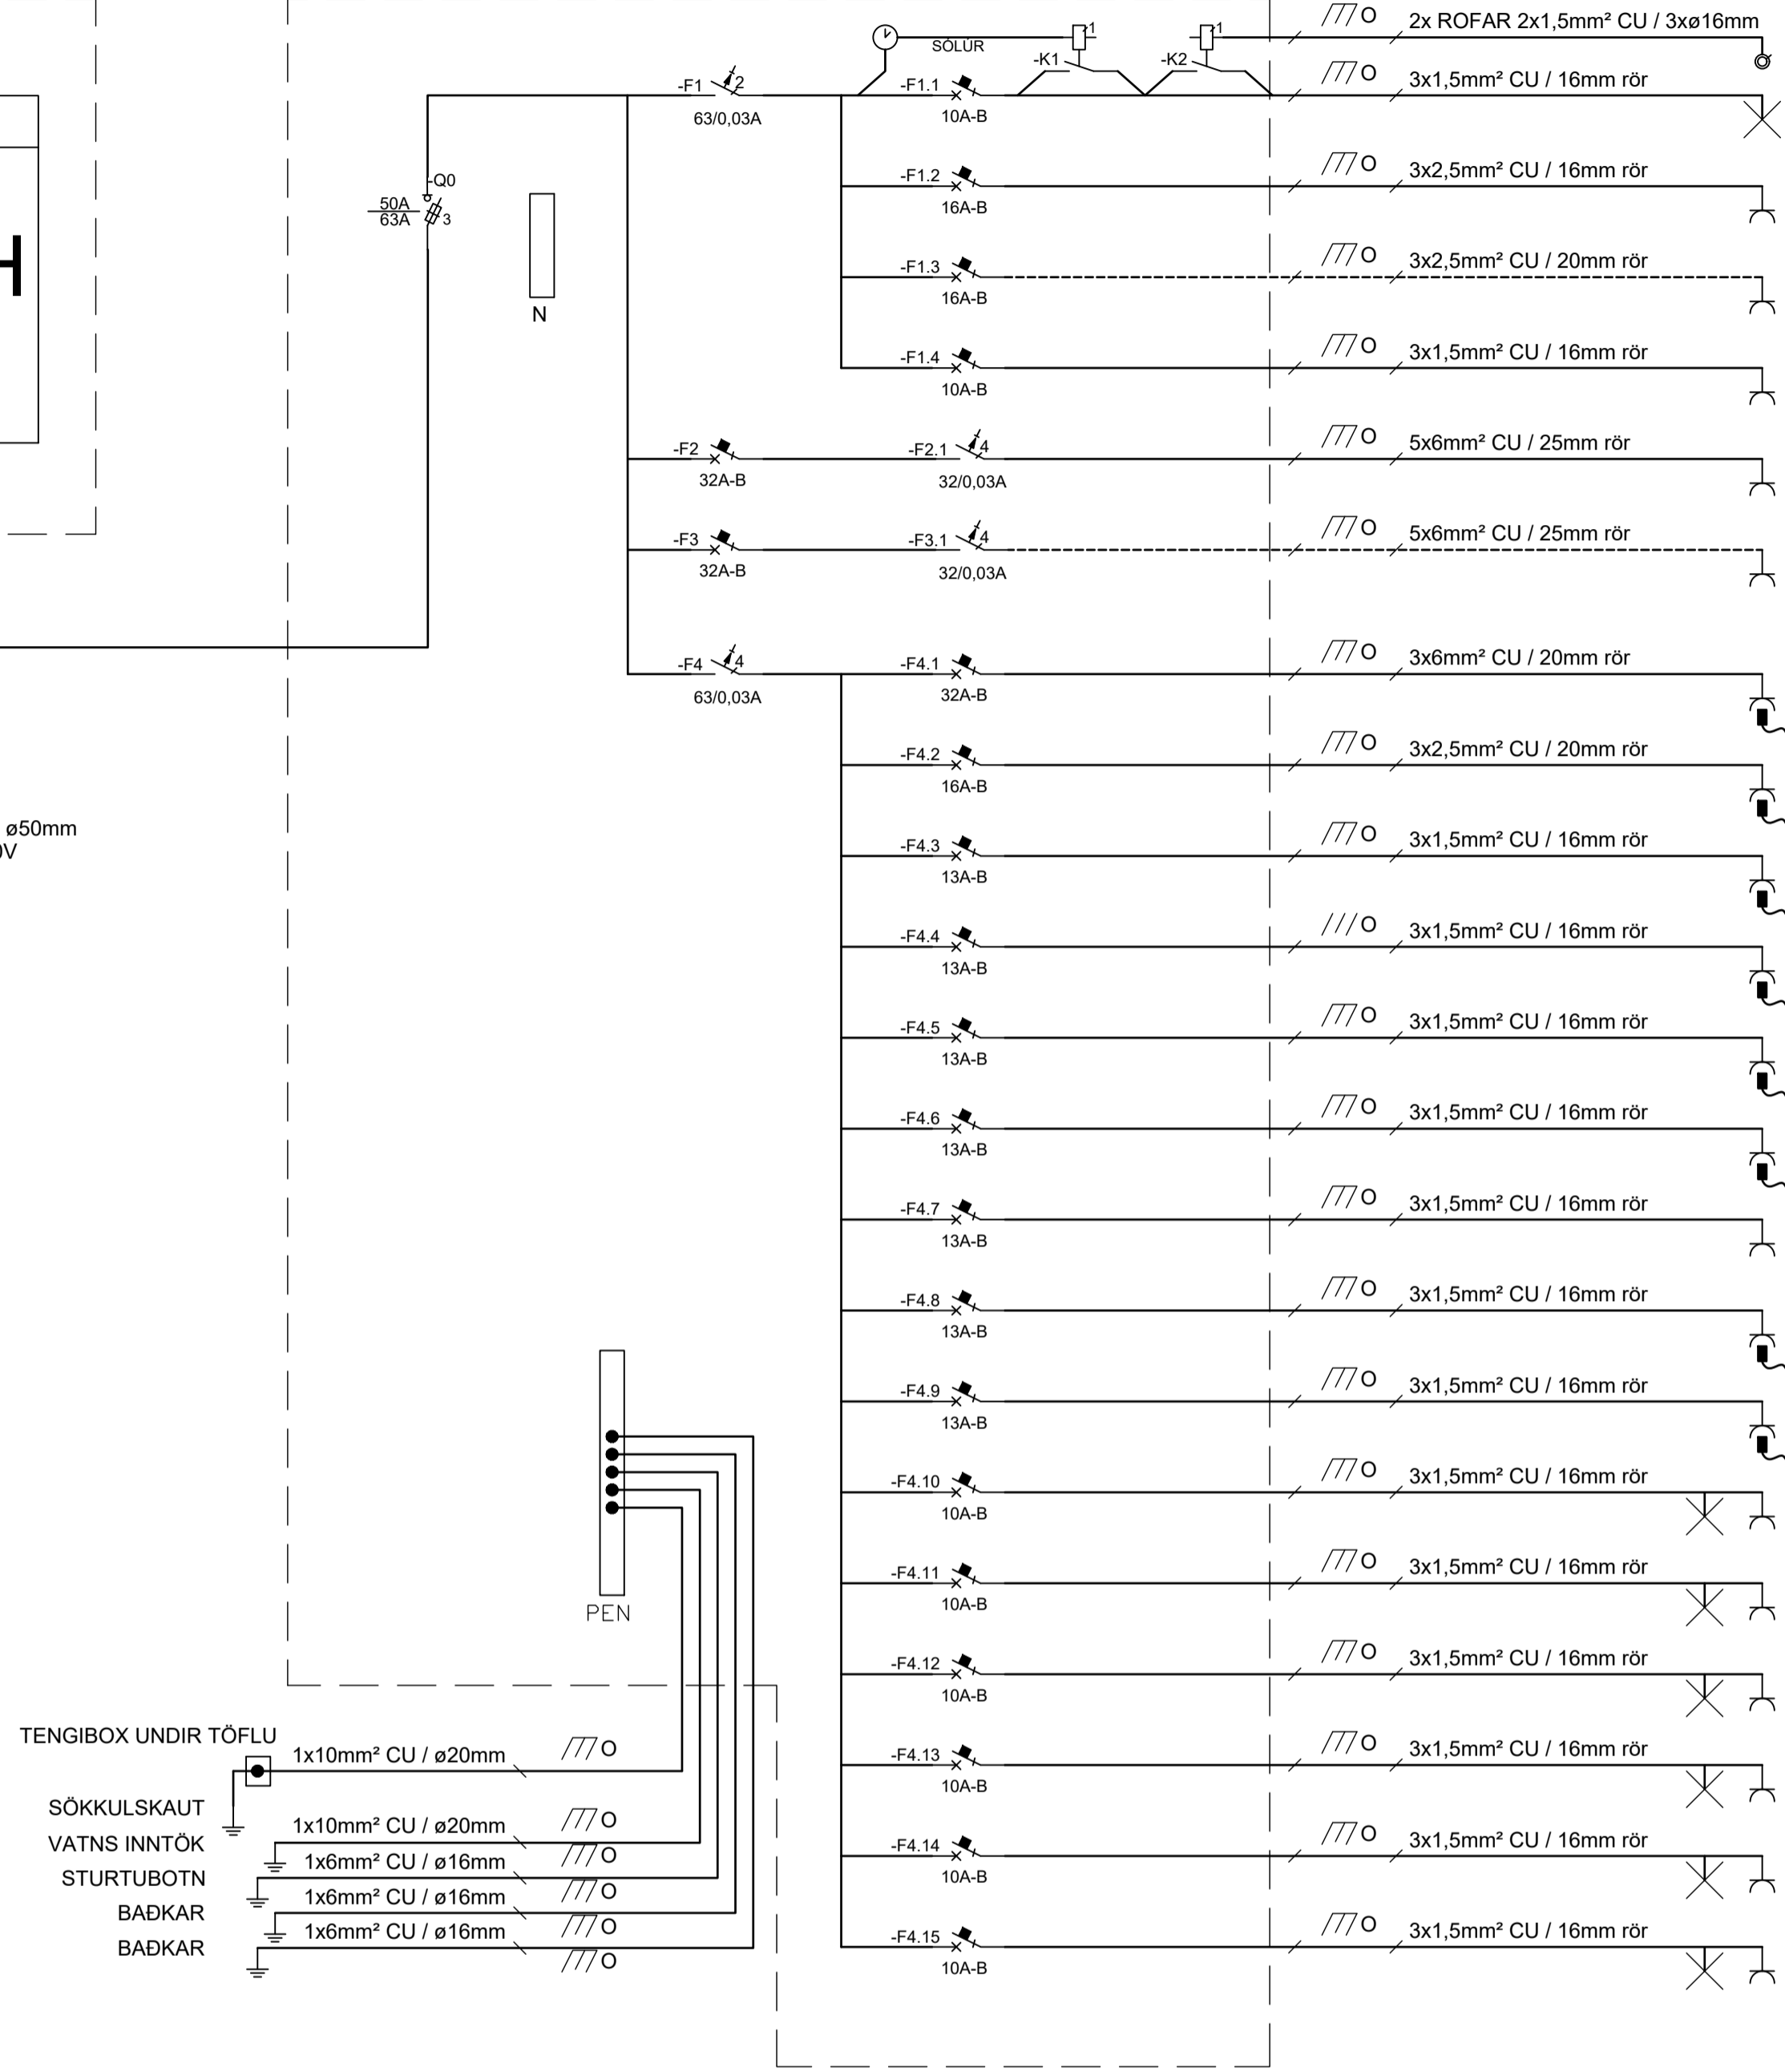 2x ROFAR 2x1,5mm² CU / 3xø16mm
SÓLÚR
1
1
-K1
-K2
-F1
2
63/0,03A
-F1.1
10A-B
O
3x1,5mm² CU / 16mm rör
-Q0
50A
63A
3
N
-F1.2
16A-B
O
3x2,5mm² CU / 16mm rör
-F1.3
16A-B
O
3x2,5mm² CU / 20mm rör
-F1.4
10A-B
O
3x1,5mm² CU / 16mm rör
-F2
32A-B
-F2.1
4
32/0,03A
O
5x6mm² CU / 25mm rör
-F3
32A-B
-F3.1
4
32/0,03A
O
5x6mm² CU / 25mm rör
-F4
4
63/0,03A
-F4.1
32A-B
O
3x6mm² CU / 20mm rör
-F4.2
16A-B
O
3x2,5mm² CU / 20mm rör
ø50mm
-F4.3
13A-B
O
3x1,5mm² CU / 16mm rör
-F4.4
13A-B
O
3x1,5mm² CU / 16mm rör
-F4.5
13A-B
O
3x1,5mm² CU / 16mm rör
-F4.6
13A-B
O
3x1,5mm² CU / 16mm rör
-F4.7
13A-B
O
3x1,5mm² CU / 16mm rör
-F4.8
13A-B
O
3x1,5mm² CU / 16mm rör
-F4.9
13A-B
O
3x1,5mm² CU / 16mm rör
-F4.10
10A-B
O
3x1,5mm² CU / 16mm rör
-F4.11
10A-B
O
3x1,5mm² CU / 16mm rör
-F4.12
10A-B
O
3x1,5mm² CU / 16mm rör
-F4.13
10A-B
O
3x1,5mm² CU / 16mm rör
-F4.14
10A-B
O
3x1,5mm² CU / 16mm rör
-F4.15
10A-B
O
3x1,5mm² CU / 16mm rör
PEN
TENGIBOX UNDIR TÖFLU
1x10mm² CU / ø20mm
O
SÖKKULSKAUT
VATNS INNTÖK
1x10mm² CU / ø20mm
O
STURTUBOTN
1x6mm² CU / ø16mm
O
BAÐKAR
1x6mm² CU / ø16mm
O
BAÐKAR
1x6mm² CU / ø16mm
O
O